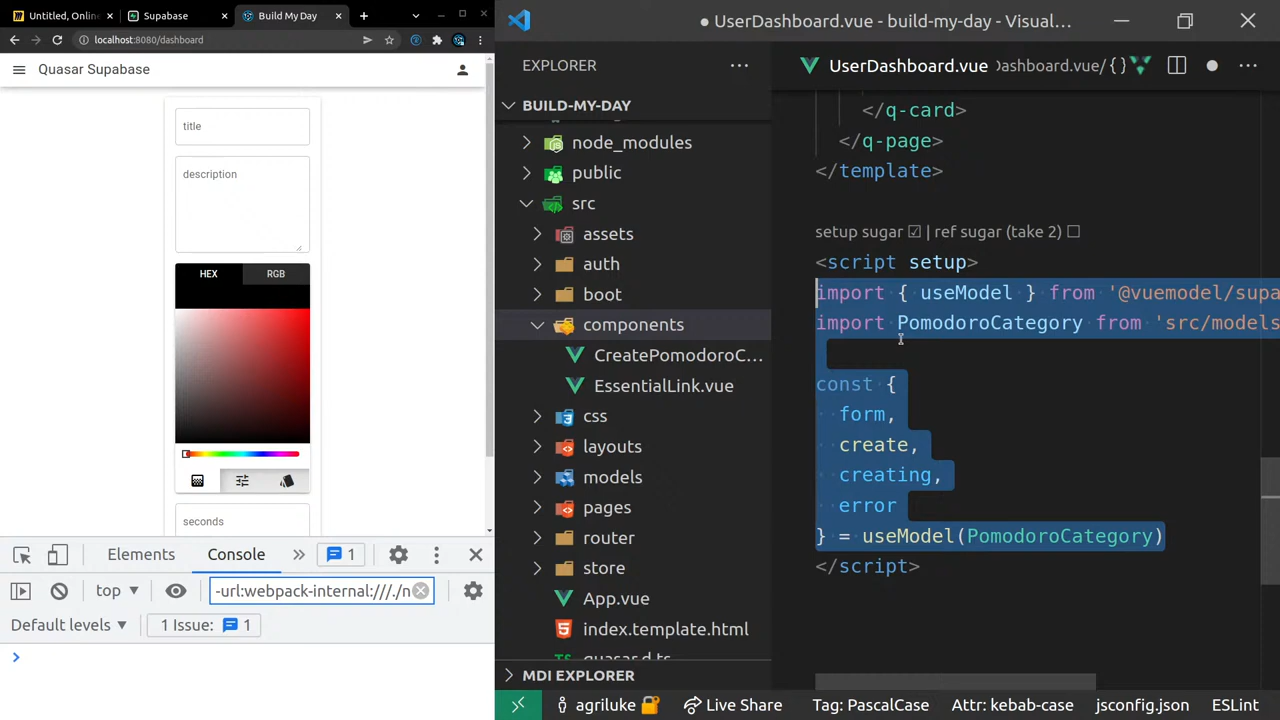 Untitled, Onlin
Supabase
Build My Day
localhost:8080/dashboard
Quasar Supabase
title
description
HEX
RGB
seconds
Elements
Console
1
top
-url:webpack-internal:///./n
Default levels
1 Issue:
1
UserDashboard.vue - build-my-day - Visual…
EXPLORER
BUILD-MY-DAY
node_modules
public
src
assets
auth
boot
components
CreatePomodoroC…
EssentialLink.vue
css
layouts
models
pages
router
store
App.vue
index.template.html
quasar.d.ts
MDI EXPLORER
UserDashboard.vue
Dashboard.vue/
{ }
</q-card>
</q-page>
</template>
setup sugar ☑ | ref sugar (take 2) ☐
<script setup>
import { useModel } from '@vuemodel/supa
import PomodoroCategory from 'src/models
const {
form,
create,
creating,
error
} = useModel(PomodoroCategory)
</script>
agriluke
Live Share
Tag: PascalCase
Attr: kebab-case
jsconfig.json
ESLint